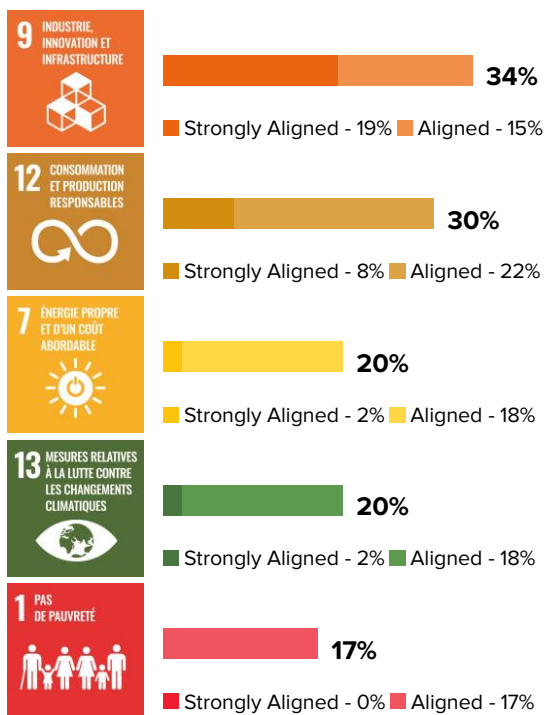 9 INDUSTRIE,
INNOVATION ET
INFRASTRUCTURE
34%
Strongly Aligned - 19% Aligned - 15%
12 CONSOMMATION
ET PRODUCTION
RESPONSABLES
30%
Strongly Aligned - 8% Aligned - 22%
7 ÉNERGIE PROPRE
ET D'UN COÛT
ABORDABLE
20%
Strongly Aligned - 2% Aligned - 18%
13 MESURES RELATIVES
À LA LUTTE CONTRE
LES CHANGEMENTS
CLIMATIQUES
20%
Strongly Aligned - 2% Aligned - 18%
1 PAS
DE PAUVRETÉ
17%
Strongly Aligned - 0% Aligned - 17%